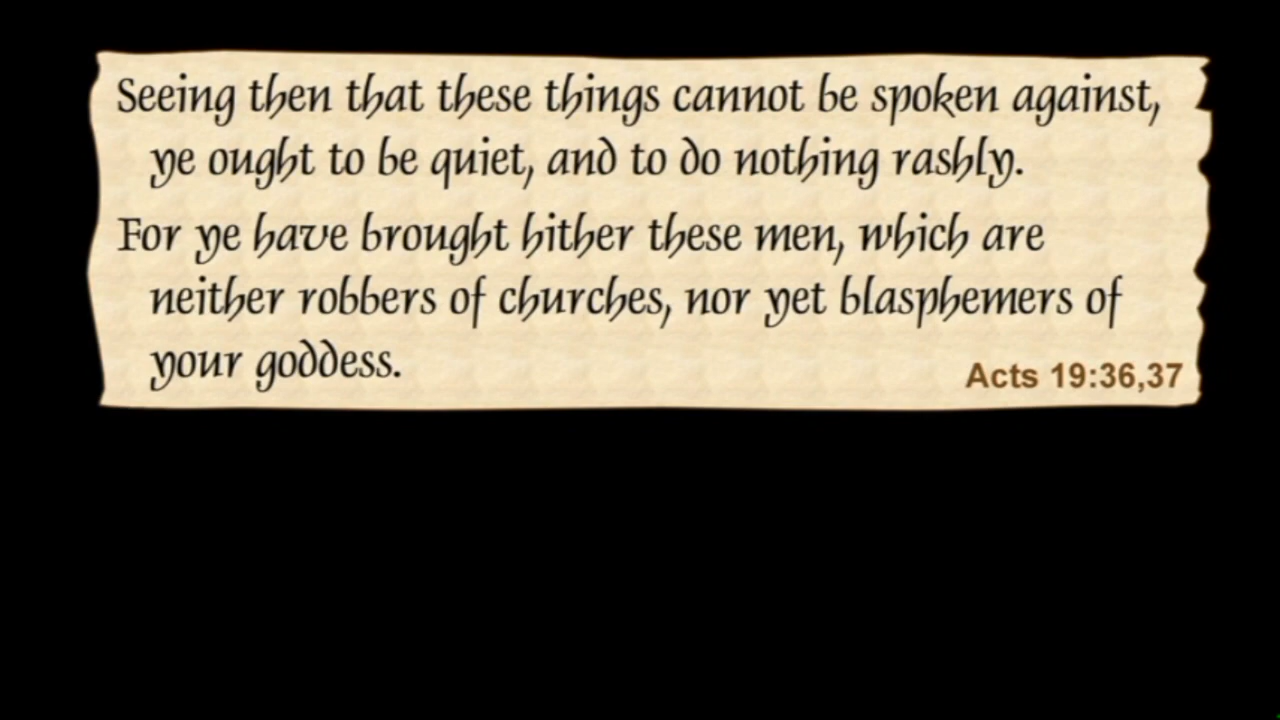 Seeing then that these things cannot be spoken against,
ye ought to be quiet, and to do nothing rashly.
For ye have brought hither these men, which are
neither robbers of churches, nor yet blasphemers of
your goddess.
Acts 19:36,37